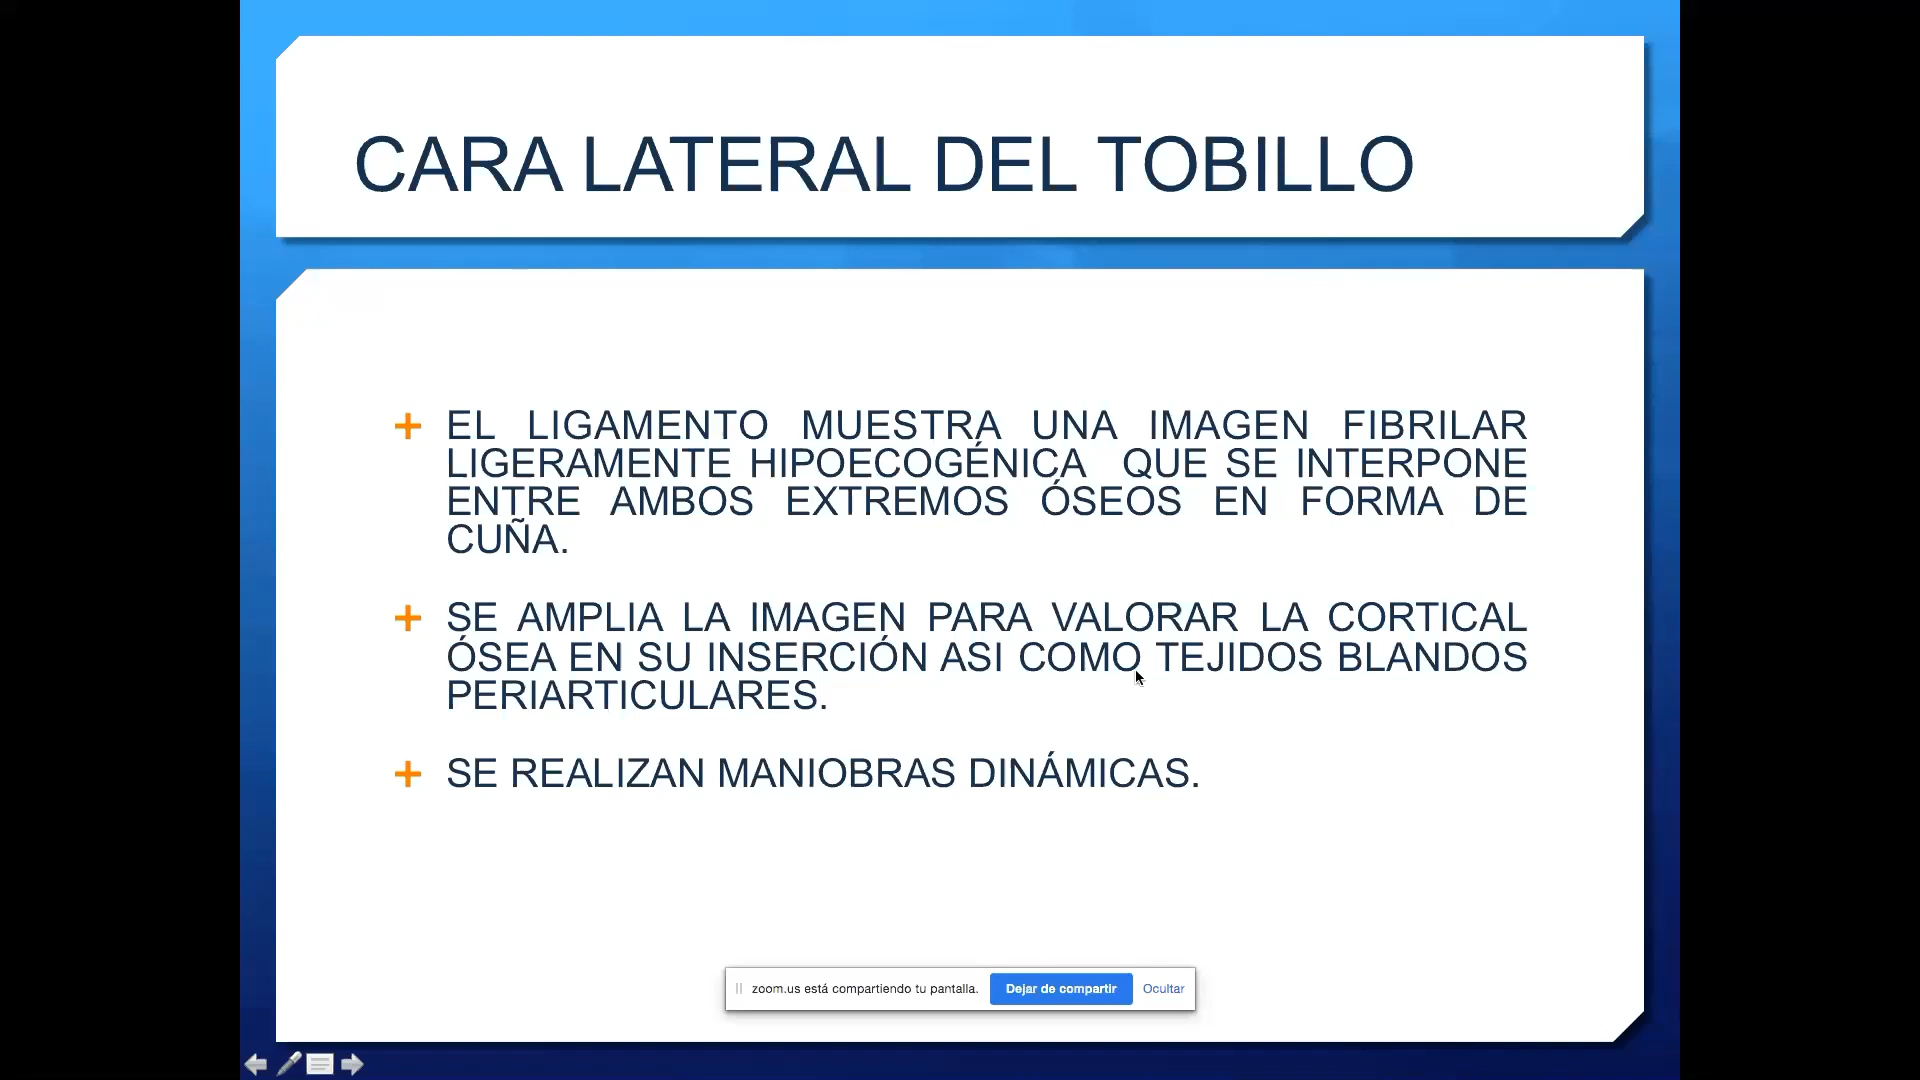 CARA LATERAL DEL TOBILLO
EL LIGAMENTO MUESTRA UNA IMAGEN FIBRILAR
LIGERAMENTE HIPOECOGÉNICA QUE SE INTERPONE
ENTRE AMBOS EXTREMOS ÓSEOS EN FORMA DE
CUÑA.
SE AMPLIA LA IMAGEN PARA VALORAR LA CORTICAL
ÓSEA EN SU INSERCIÓN ASI COMO TEJIDOS BLANDOS
PERIARTICULARES.
SE REALIZAN MANIOBRAS DINÁMICAS.
zoom.us está compartiendo tu pantalla. Dejar de compartir Ocultar